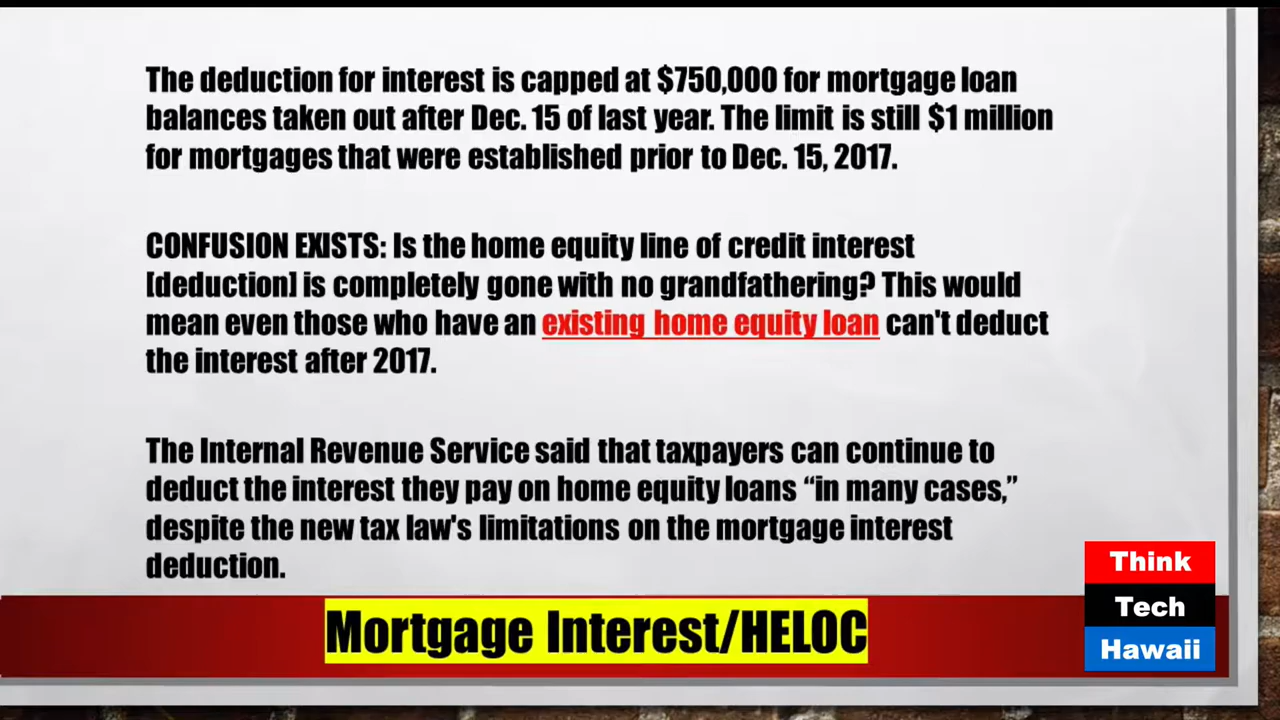 The deduction for interest is capped at $750,000 for mortgage loan
balances taken out after Dec. 15 of last year. The limit is still $1 million
for mortgages that were established prior to Dec. 15, 2017.
CONFUSION EXISTS: Is the home equity line of credit interest
[deduction] is completely gone with no grandfathering? This would
mean even those who have an existing home equity loan can't deduct
the interest after 2017.
The Internal Revenue Service said that taxpayers can continue to
deduct the interest they pay on home equity loans “in many cases,”
despite the new tax law's limitations on the mortgage interest
deduction.
Mortgage Interest/HELOC
Think
Tech
Hawaii